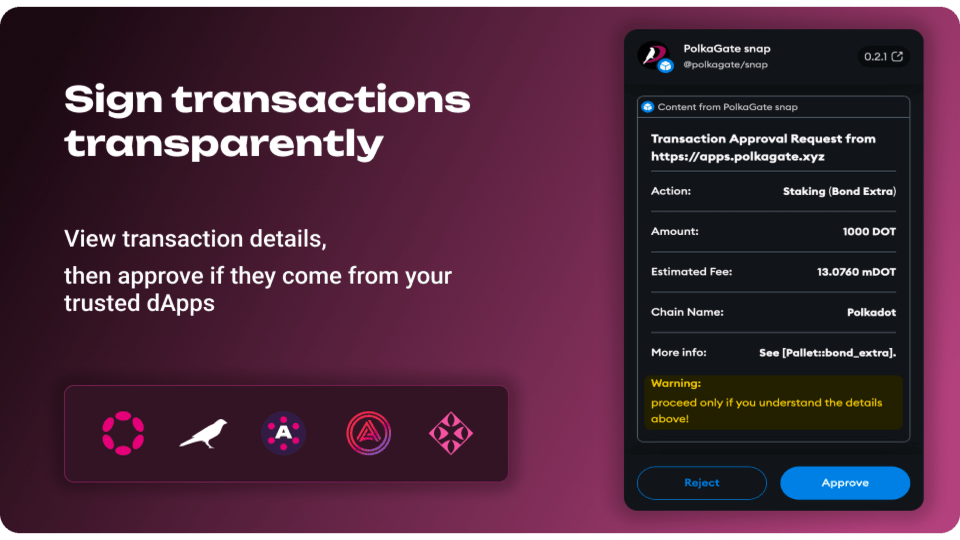 Sign transactions
transparently
View transaction details,
then approve if they come from your
trusted dApps
A
PolkaGate snap
@polkagate/snap
0.2.1
Content from PolkaGate snap
Transaction Approval Request from
https://apps.polkagate.xyz
Action: Staking (Bond Extra)
Amount: 1000 DOT
Estimated Fee: 13.0760 mDOT
Chain Name: Polkadot
More info: See [Pallet::bond_extra].
Warning:
proceed only if you understand the details
above!
Reject Approve